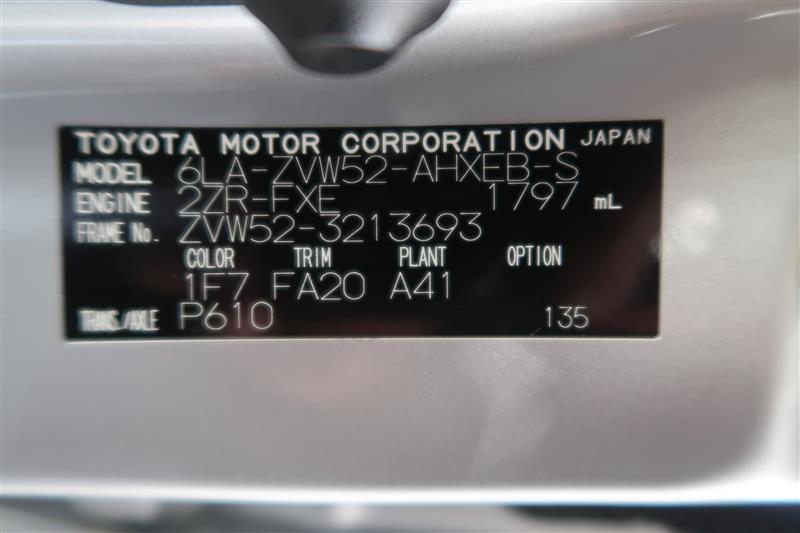 TOYOTA MOTOR CORPORATION JAPAN
MODEL 6LA-ZVW52-AHXEB-S
ENGINE 2ZR-FXE 1797 mL
FRAME No. ZVW52-3213693
COLOR TRIM PLANT OPTION
1F7 FA20 A41
TRANS./AXLE P610 135